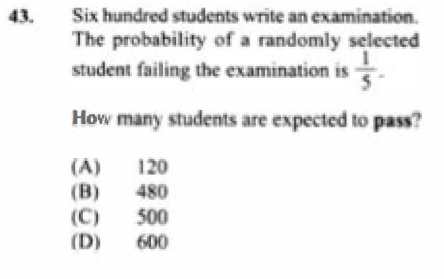 43. Six hundred students write an examination.
The probability of a randomly selected
student failing the examination is 1/5.
How many students are expected to pass?
(A) 120
(B) 480
(C) 500
(D) 600